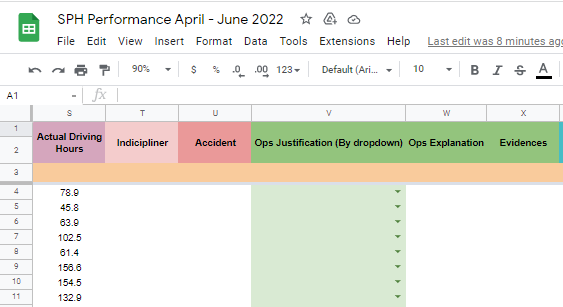 SPH Performance April - June 2022
File Edit View Insert Format Data Tools Extensions Help Last edit was 8 minutes ago
90% $ % .0 .00 123 Default (Ari... 10 B I S A
A1 fx
S T U V W X
1
Actual Driving Hours Indicipliner Accident Ops Justification (By dropdown) Ops Explanation Evidences
2
3
4 78.9
5 45.8
6 63.9
7 102.5
8 61.4
9 156.6
10 154.5
11 132.9